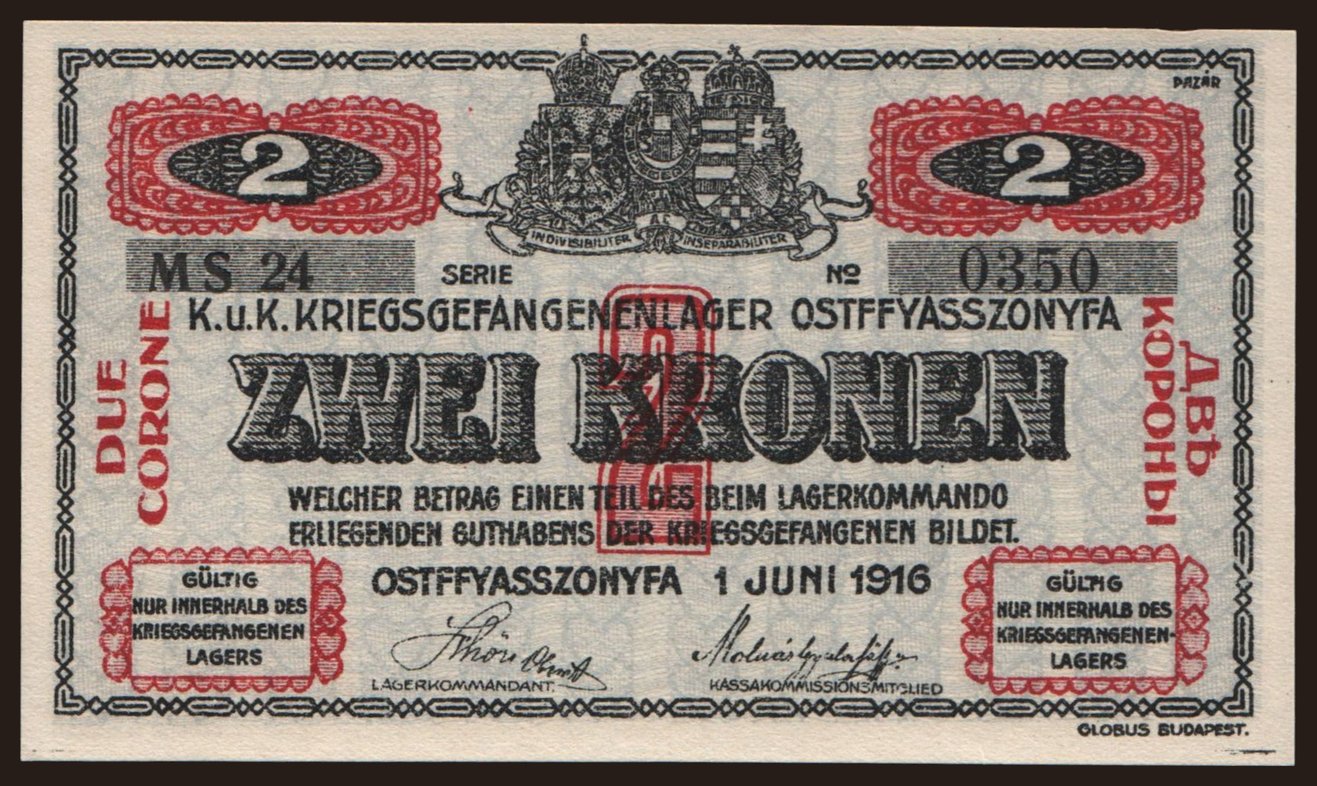 PAZÁR
2
2
INDIVISIBILITER AC INSEPARABILITER
MS 24 SERIE № 0350
K.u.K. KRIEGSGEFANGENENLAGER OSTFFYASSZONYFA
ZWEI KRONEN
2
DUE
CORONE
ДВѢ
КОРОНЫ
WELCHER BETRAG EINEN TEIL DES BEIM LAGERKOMMANDO
ERLIEGENDEN GUTHABENS DER KRIEGSGEFANGENEN BILDET.
OSTFFYASSZONYFA 1 JUNI 1916
GÜLTIG
NUR INNERHALB DES
KRIEGSGEFANGENEN
LAGERS
LAGERKOMMANDANT.
KASSAKOMMISSIONSMITGLIED
GÜLTIG
NUR INNERHALB DES
KRIEGSGEFANGENEN-
LAGERS
GLOBUS BUDAPEST.